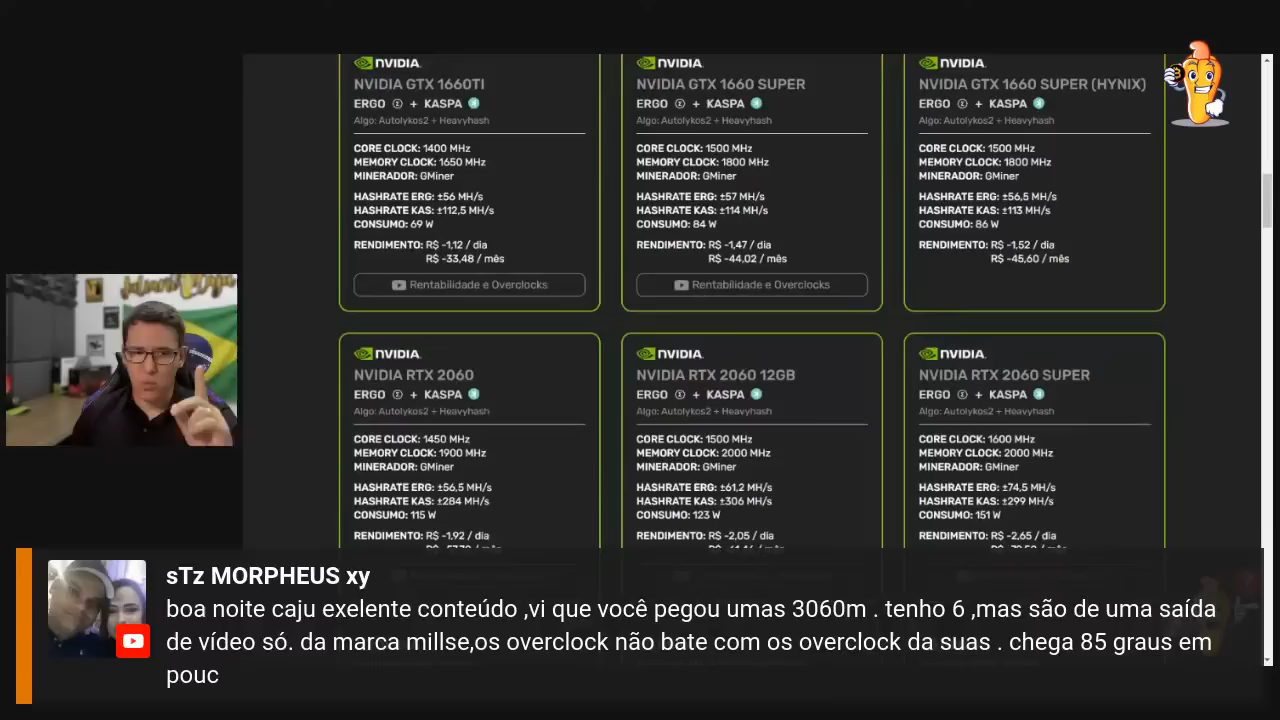 NVIDIA.
NVIDIA GTX 1660TI
ERGO + KASPA
Algo: Autolykos2 + Heavyhash
CORE CLOCK: 1400 MHz
MEMORY CLOCK: 1650 MHz
MINERADOR: GMiner
HASHRATE ERG: ±56 MH/s
HASHRATE KAS: ±112,5 MH/s
CONSUMO: 69 W
RENDIMENTO: R$ -1,12 / dia
R$ -33,48 / mês
Rentabilidade e Overclocks
NVIDIA.
NVIDIA GTX 1660 SUPER
ERGO + KASPA
Algo: Autolykos2 + Heavyhash
CORE CLOCK: 1500 MHz
MEMORY CLOCK: 1800 MHz
MINERADOR: GMiner
HASHRATE ERG: ±57 MH/s
HASHRATE KAS: ±114 MH/s
CONSUMO: 84 W
RENDIMENTO: R$ -1,47 / dia
R$ -44,02 / mês
Rentabilidade e Overclocks
NVIDIA.
NVIDIA GTX 1660 SUPER (HYNIX)
ERGO + KASPA
Algo: Autolykos2 + Heavyhash
CORE CLOCK: 1500 MHz
MEMORY CLOCK: 1800 MHz
MINERADOR: GMiner
HASHRATE ERG: ±56,5 MH/s
HASHRATE KAS: ±113 MH/s
CONSUMO: 86 W
RENDIMENTO: R$ -1,52 / dia
R$ -45,60 / mês
NVIDIA.
NVIDIA RTX 2060
ERGO + KASPA
Algo: Autolykos2 + Heavyhash
CORE CLOCK: 1450 MHz
MEMORY CLOCK: 1900 MHz
MINERADOR: GMiner
HASHRATE ERG: ±56,5 MH/s
HASHRATE KAS: ±284 MH/s
CONSUMO: 115 W
RENDIMENTO: R$ -1,92 / dia
NVIDIA.
NVIDIA RTX 2060 12GB
ERGO + KASPA
Algo: Autolykos2 + Heavyhash
CORE CLOCK: 1500 MHz
MEMORY CLOCK: 2000 MHz
MINERADOR: GMiner
HASHRATE ERG: ±61,2 MH/s
HASHRATE KAS: ±306 MH/s
CONSUMO: 123 W
RENDIMENTO: R$ -2,05 / dia
NVIDIA.
NVIDIA RTX 2060 SUPER
ERGO + KASPA
Algo: Autolykos2 + Heavyhash
CORE CLOCK: 1600 MHz
MEMORY CLOCK: 2000 MHz
MINERADOR: GMiner
HASHRATE ERG: ±74,5 MH/s
HASHRATE KAS: ±299 MH/s
CONSUMO: 151 W
RENDIMENTO: R$ -2,65 / dia
sTz MORPHEUS xy
boa noite caju exelente conteúdo ,vi que você pegou umas 3060m . tenho 6 ,mas são de uma saída
de vídeo só. da marca millse,os overclock não bate com os overclock da suas . chega 85 graus em
pouc